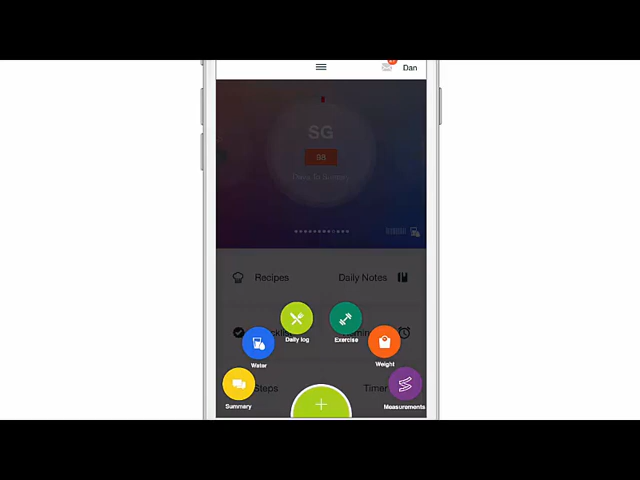 Dan
SG
Recipes
Daily Notes
Daily log
Exercise
Water
Weight
Steps
Timer
Summary
Measurements